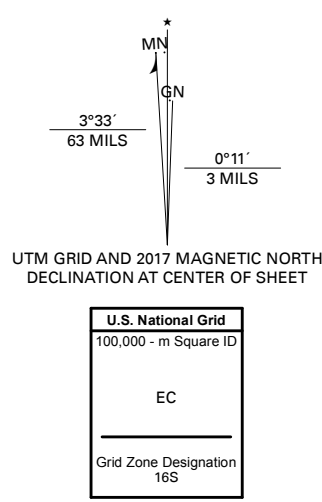 ★
MN
GN
3°33´
63 MILS
0°11´
3 MILS
UTM GRID AND 2017 MAGNETIC NORTH
DECLINATION AT CENTER OF SHEET
U.S. National Grid
100,000 - m Square ID
EC
Grid Zone Designation
16S